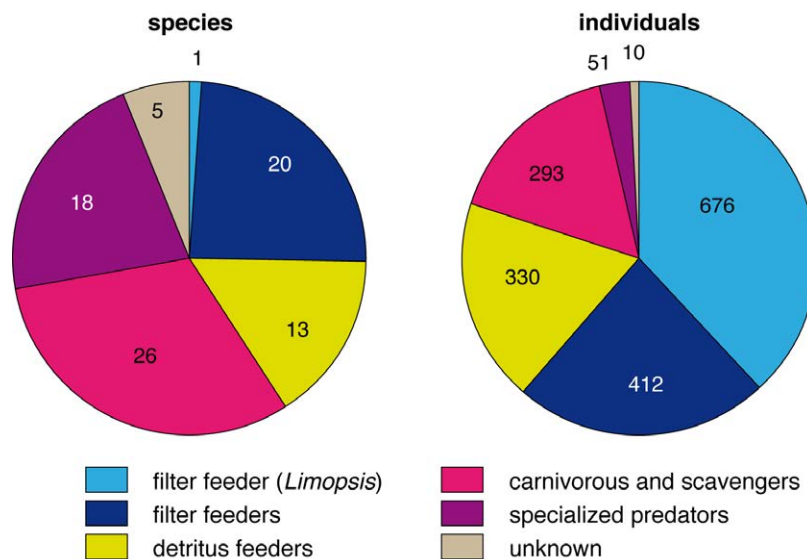 species
individuals
1
5
20
18
13
26
51
10
293
676
330
412
filter feeder (Limopsis)
filter feeders
detritus feeders
carnivorous and scavengers
specialized predators
unknown